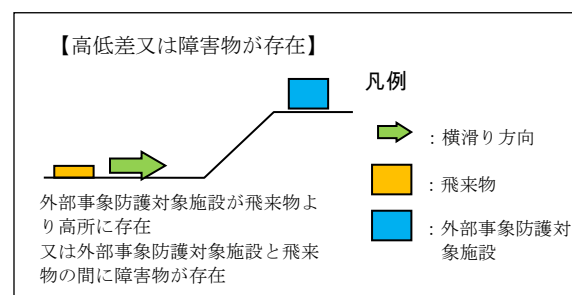 【高低差又は障害物が存在】
外部事象防護対象施設が飛来物よ
り高所に存在
又は外部事象防護対象施設と飛来
物の間に障害物が存在
凡例
：横滑り方向
：飛来物
：外部事象防護対
象施設